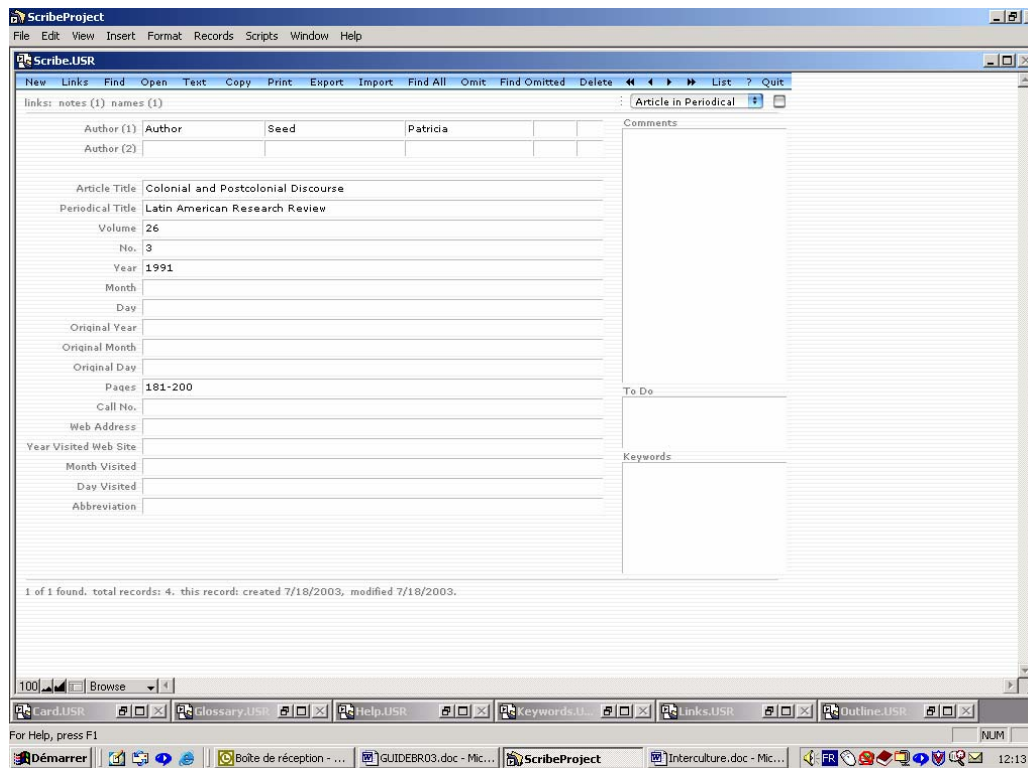 ScribeProject
File Edit View Insert Format Records Scripts Window Help
Scribe.USR
New Links Find Open Text Copy Print Export Import Find All Omit Find Omitted Delete List ? Quit
links: notes (1) names (1)
Article in Periodical
Author (1) Author Seed Patricia
Comments
Author (2)
Article Title Colonial and Postcolonial Discourse
Periodical Title Latin American Research Review
Volume 26
No. 3
Year 1991
Month
Day
Original Year
Original Month
Original Day
Pages 181-200
To Do
Call No.
Web Address
Year Visited Web Site
Keywords
Month Visited
Day Visited
Abbreviation
1 of 1 found. total records: 4. this record: created 7/18/2003, modified 7/18/2003.
100 Browse
Card.USR Glossary.USR Help.USR Keywords.U... Links.USR Outline.USR
For Help, press F1 NUM
Démarrer Boîte de réception - ... GUIDEBR03.doc - Mic... ScribeProject Interculture.doc - Mic... FR 12:13